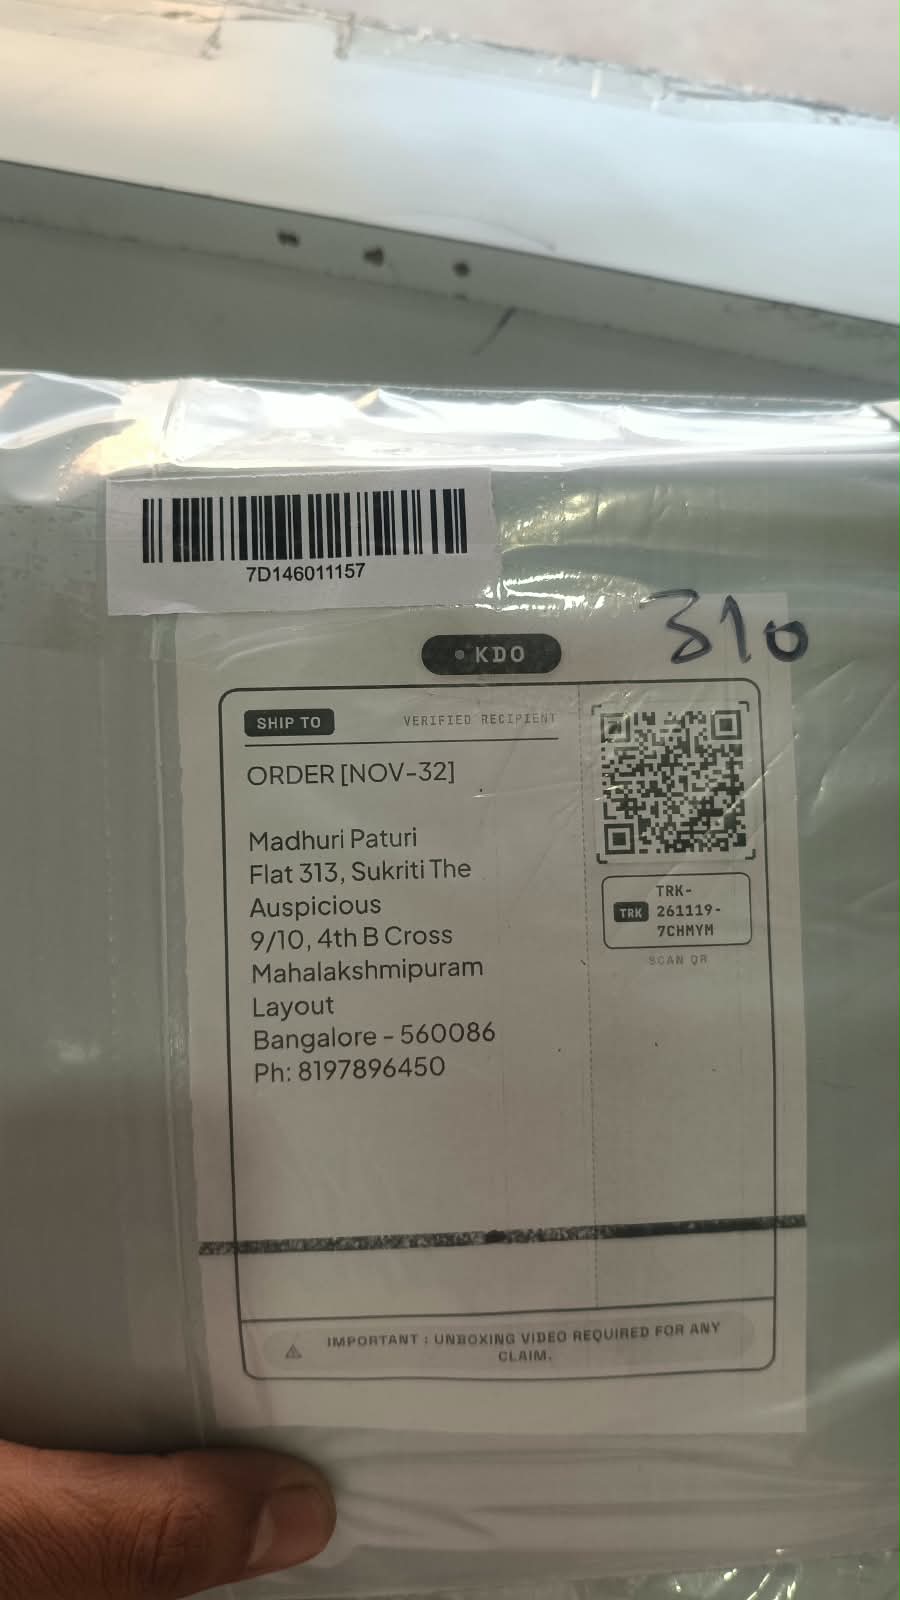 7D146011157
310
KDO
SHIP TO
VERIFIED RECIPIENT
ORDER [NOV-32]
Madhuri Paturi
Flat 313, Sukriti The
Auspicious
9/10, 4th B Cross
Mahalakshmipuram
Layout
Bangalore - 560086
Ph: 8197896450
TRK
TRK-
261119-
7CHMYM
SCAN QR
IMPORTANT : UNBOXING VIDEO REQUIRED FOR ANY
CLAIM.